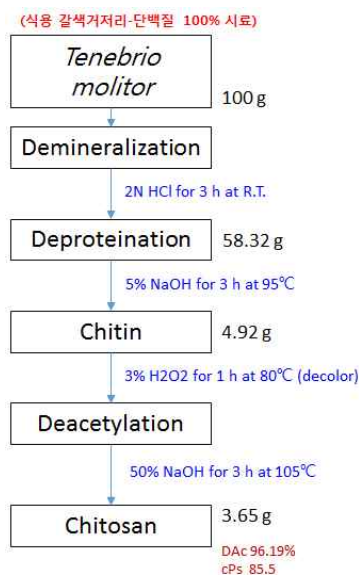 (식용 갈색거저리-단백질 100% 시료)
Tenebrio
molitor
100 g
Demineralization
2N HCl for 3 h at R.T.
Deproteination
58.32 g
5% NaOH for 3 h at 95℃
Chitin
4.92 g
3% H2O2 for 1 h at 80℃ (decolor)
Deacetylation
50% NaOH for 3 h at 105℃
Chitosan
3.65 g
DAc 96.19%
cPs 85.5